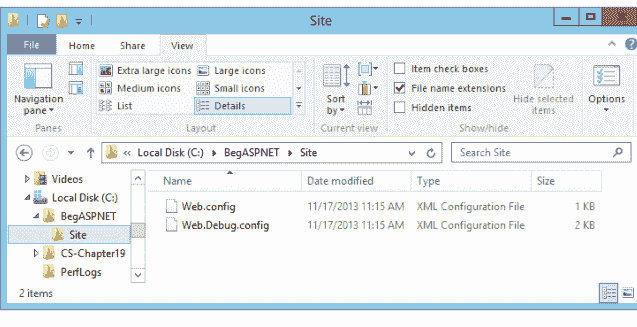 Site
File Home Share View
Navigation pane
Extra large icons Large icons
Medium icons Small icons
List Details
Sort by
Item check boxes
File name extensions
Hidden items
Hide selected items
Options
Panes Layout Current view Show/hide
« Local Disk (C:) BegASPNET Site
Search Site
Videos
Local Disk (C:)
BegASPNET
Site
CS-Chapter19
PerfLogs
Name Date modified Type Size
Web.config 11/17/2013 11:15 AM XML Configuration File 1 KB
Web.Debug.config 11/17/2013 11:15 AM XML Configuration File 2 KB
2 items